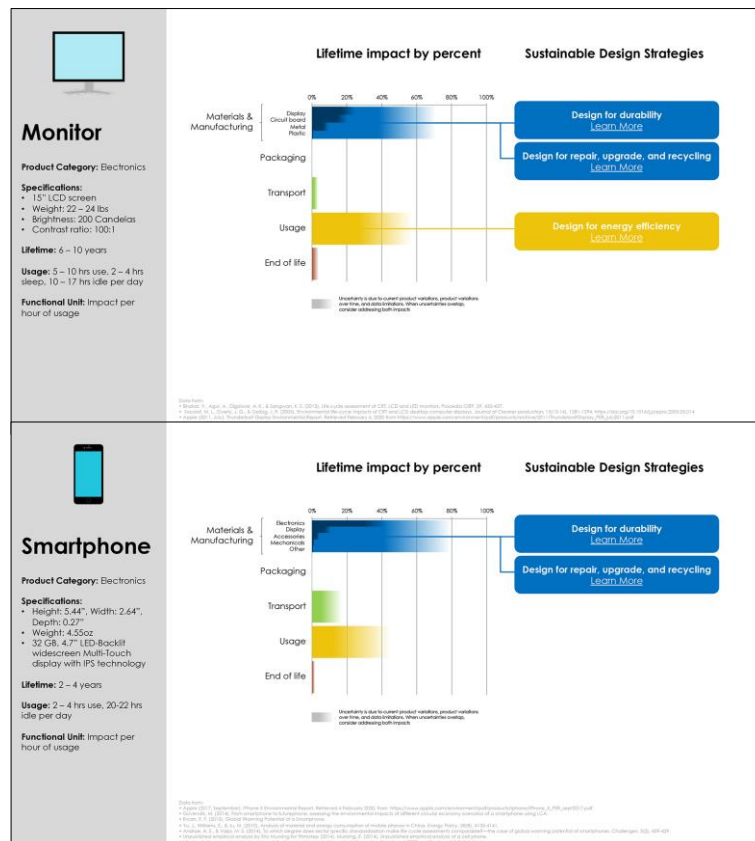 Monitor
Product Category: Electronics
Specifications:
• 15” LCD screen
• Weight: 22 – 24 lbs
• Brightness: 200 Candelas
• Contrast ratio: 100:1
Lifetime: 6 – 10 years
Usage: 5 – 10 hrs use, 2 – 4 hrs
sleep, 10 – 17 hrs idle per day
Functional Unit: Impact per
hour of usage
Lifetime impact by percent
0% 20% 40% 60% 80% 100%
Materials &
Manufacturing
Display
Circuit board
Metal
Plastic
Packaging
Transport
Usage
End of life
Uncertainty is due to current product variations, product variations
over time, and data limitations. When uncertainties overlap,
consider addressing both impacts
Sustainable Design Strategies
Design for durability
Learn More
Design for repair, upgrade, and recycling
Learn More
Design for energy efficiency
Learn More
Data from:
Smartphone
Product Category: Electronics
Specifications:
• Height: 5.44”, Width: 2.64”,
Depth: 0.27”
• Weight: 4.55oz
• 32 GB, 4.7” LED-Backlit
widescreen Multi-Touch
display with IPS technology
Lifetime: 2 – 4 years
Usage: 2 – 4 hrs use, 20-22 hrs
idle per day
Functional Unit: Impact per
hour of usage
Lifetime impact by percent
0% 20% 40% 60% 80% 100%
Materials &
Manufacturing
Electronics
Display
Accessories
Mechanicals
Other
Packaging
Transport
Usage
End of life
Uncertainty is due to current product variations, product variations
over time, and data limitations. When uncertainties overlap,
consider addressing both impacts
Sustainable Design Strategies
Design for durability
Learn More
Design for repair, upgrade, and recycling
Learn More
Data from: